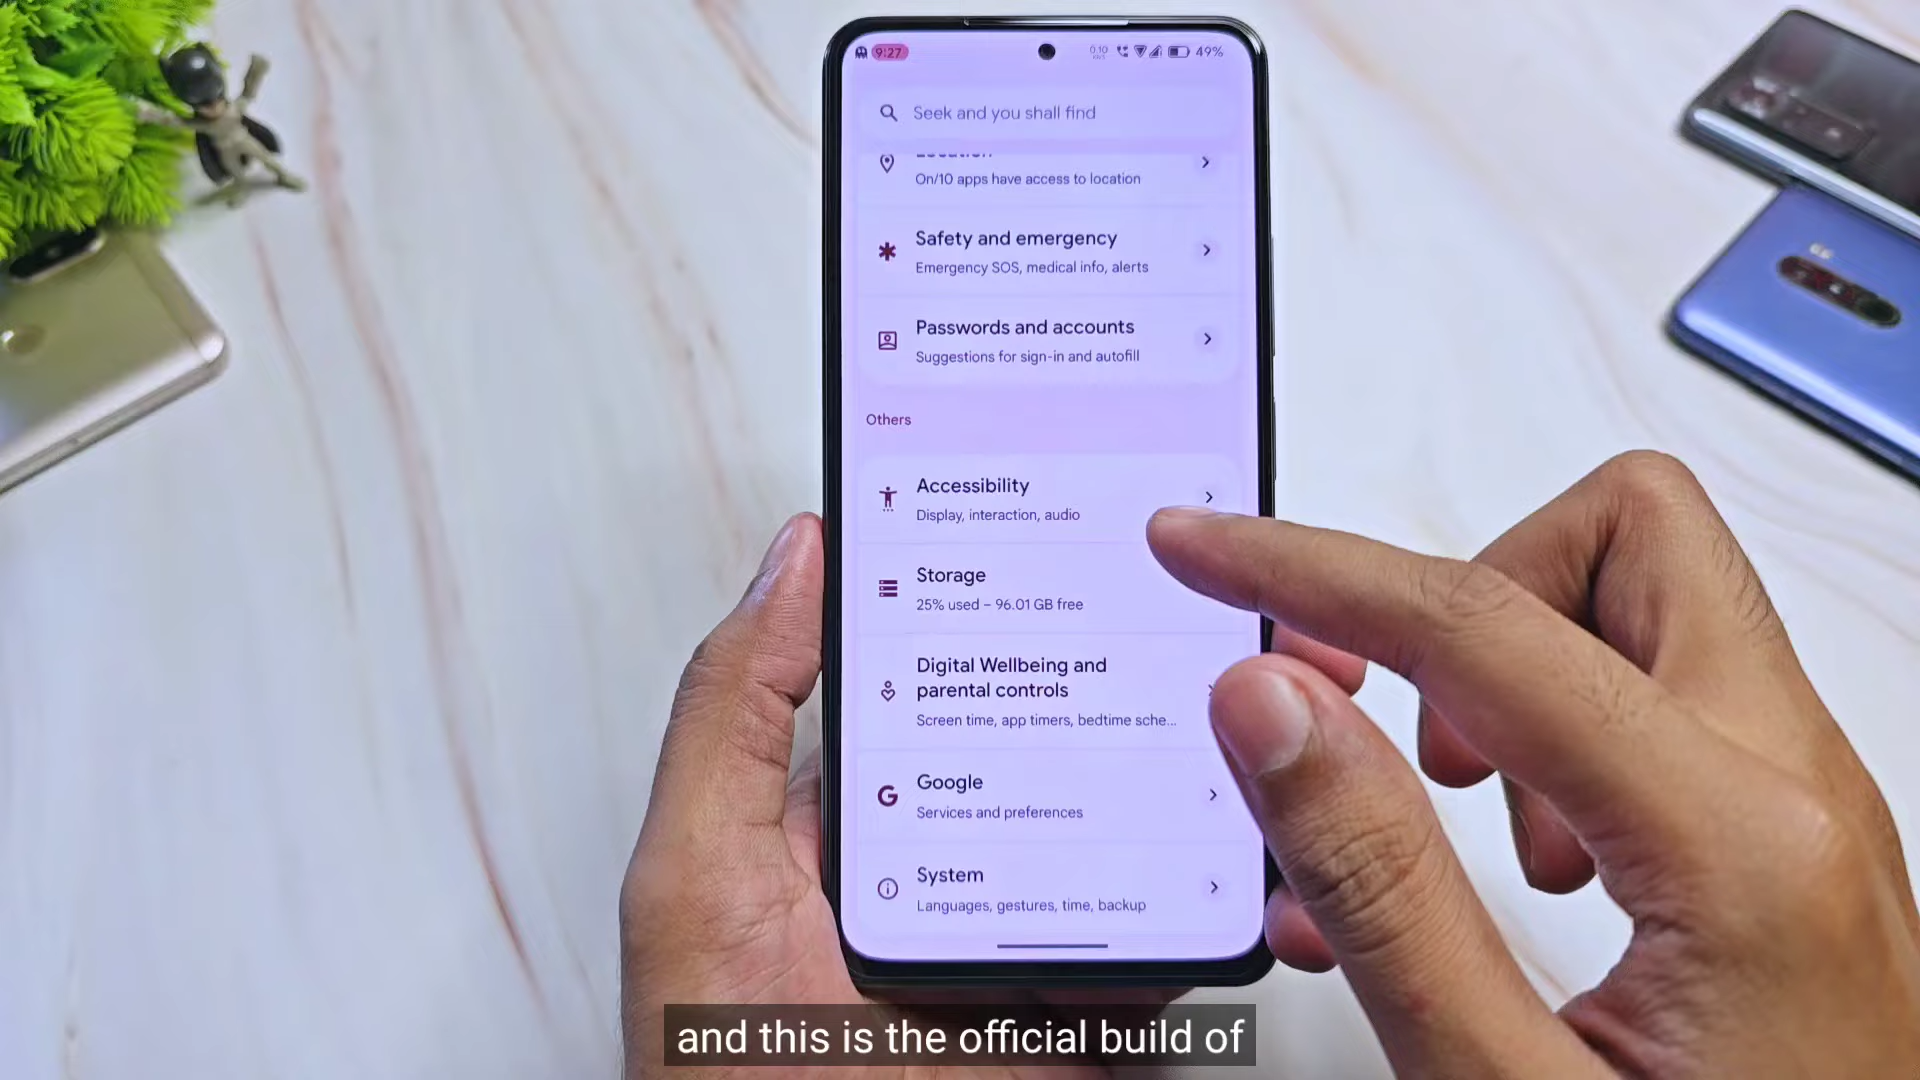 9:27
0.10
49%
Seek and you shall find
Location
On/10 apps have access to location
Safety and emergency
Emergency SOS, medical info, alerts
Passwords and accounts
Suggestions for sign-in and autofill
Others
Accessibility
Display, interaction, audio
Storage
25% used – 96.01 GB free
Digital Wellbeing and
parental controls
Screen time, app timers, bedtime sche...
Google
Services and preferences
System
Languages, gestures, time, backup
and this is the official build of